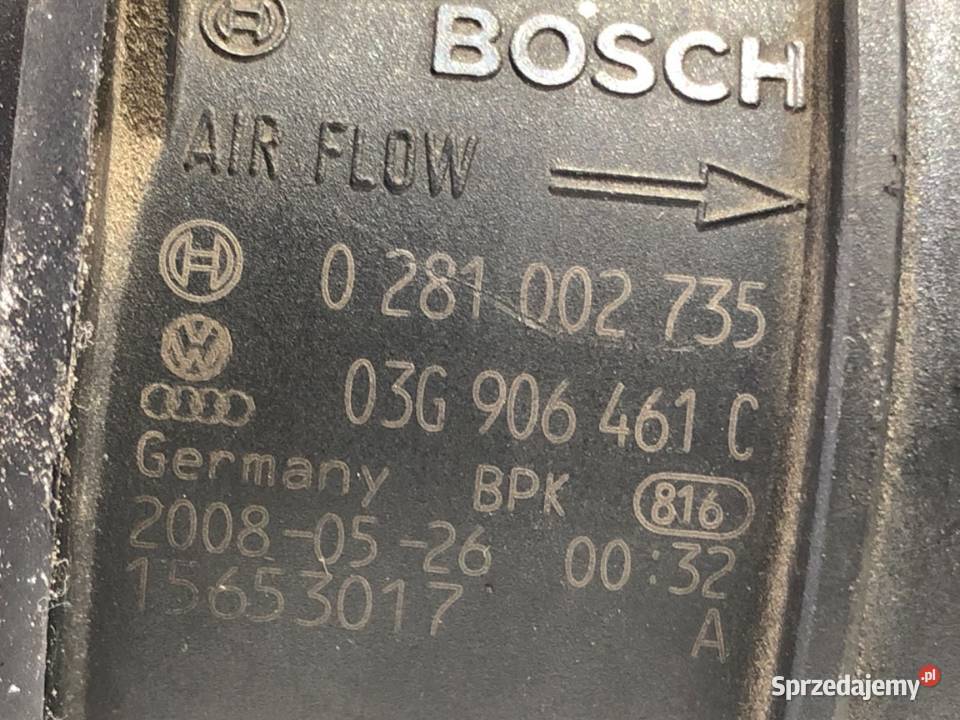 BOSCH
AIR FLOW
0 281 002 735
03G 906 461 C
Germany BPK 816
2008-05-26 00:32
15653017 A
Sprzedajemy.pl